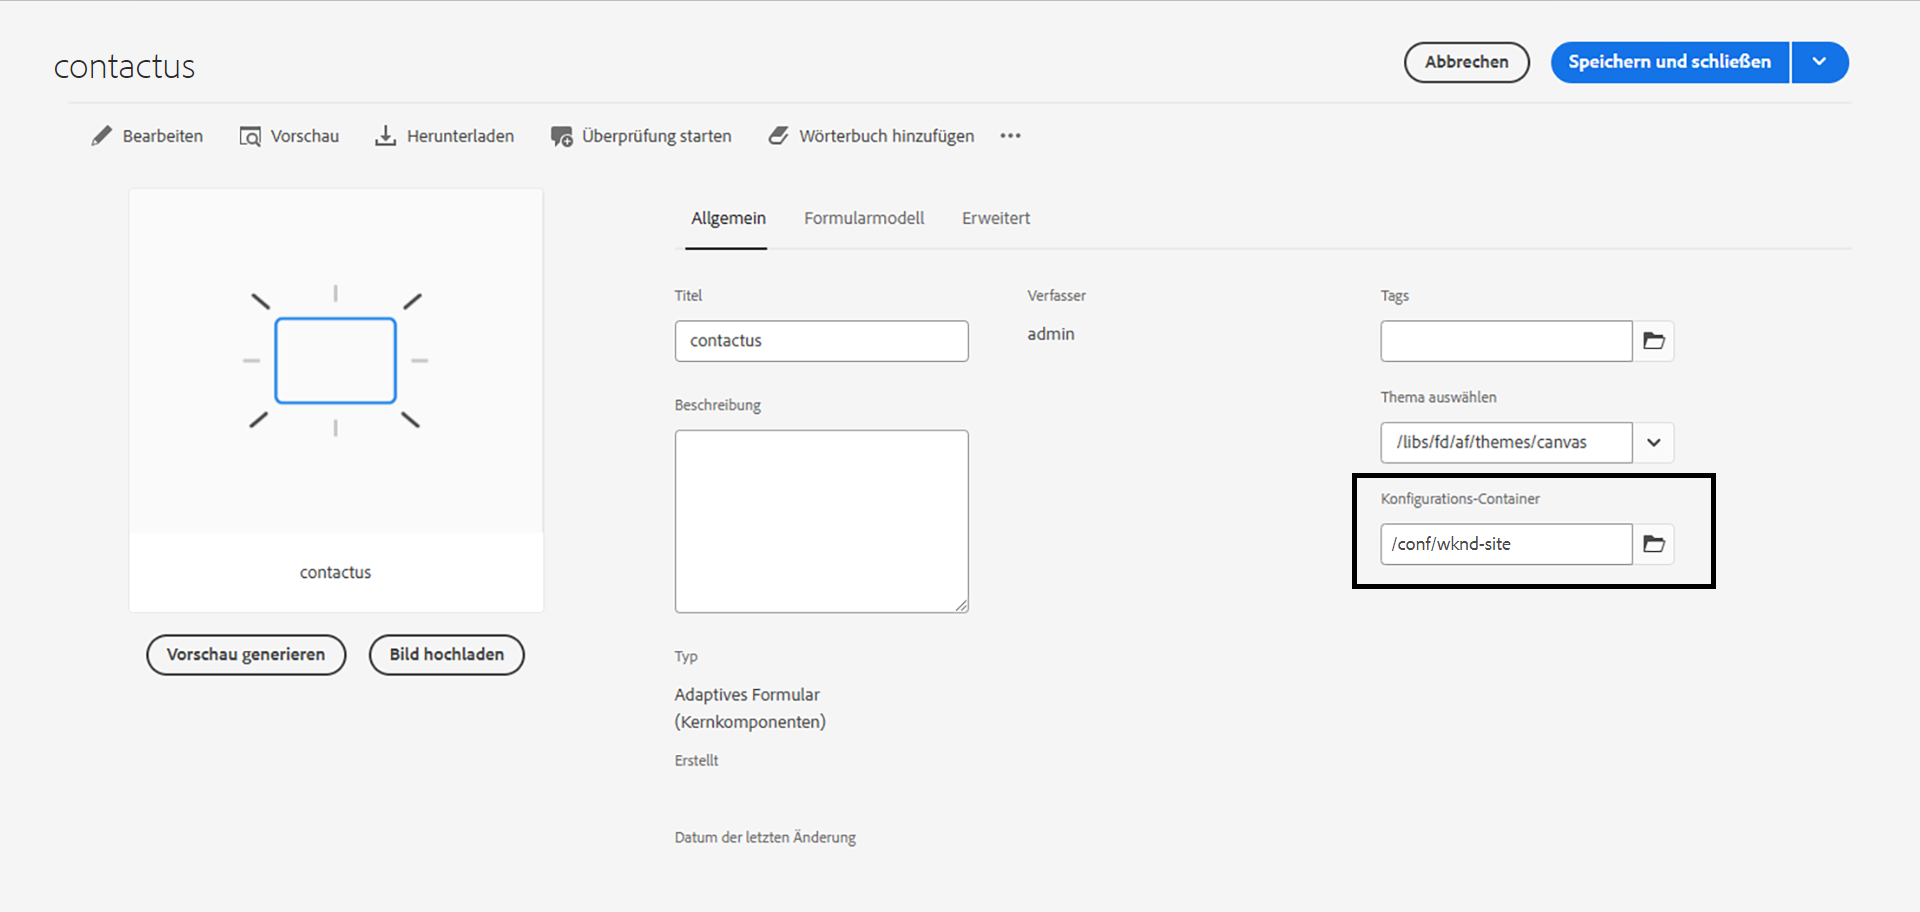 contactus
Abbrechen
Speichern und schließen
Bearbeiten
Vorschau
Herunterladen
Überprüfung starten
Wörterbuch hinzufügen
contactus
Vorschau generieren
Bild hochladen
Allgemein
Formularmodell
Erweitert
Titel
contactus
Beschreibung
Typ
Adaptives Formular
(Kernkomponenten)
Erstellt
Datum der letzten Änderung
Verfasser
admin
Tags
Thema auswählen
/libs/fd/af/themes/canvas
Konfigurations-Container
/conf/wknd-site